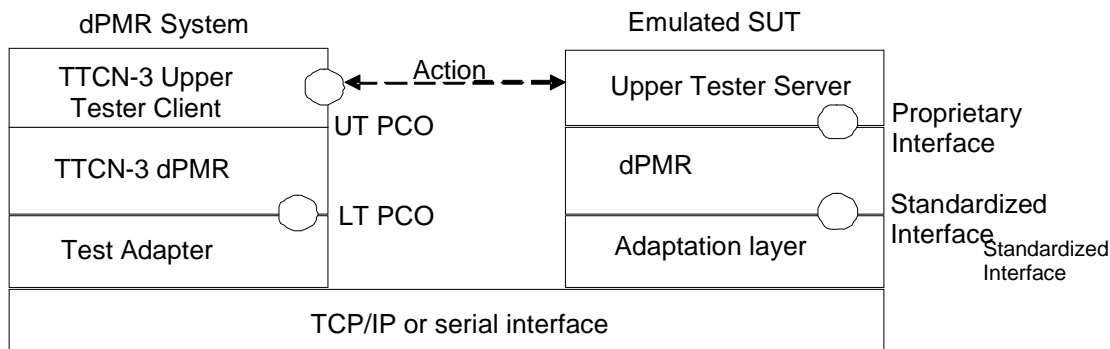 dPMR System
Emulated SUT
TTCN-3 Upper
Tester Client
Action
Upper Tester Server
UT PCO
Proprietary
Interface
TTCN-3 dPMR
dPMR
LT PCO
Standardized
Interface
Standardized
Interface
Test Adapter
Adaptation layer
TCP/IP or serial interface